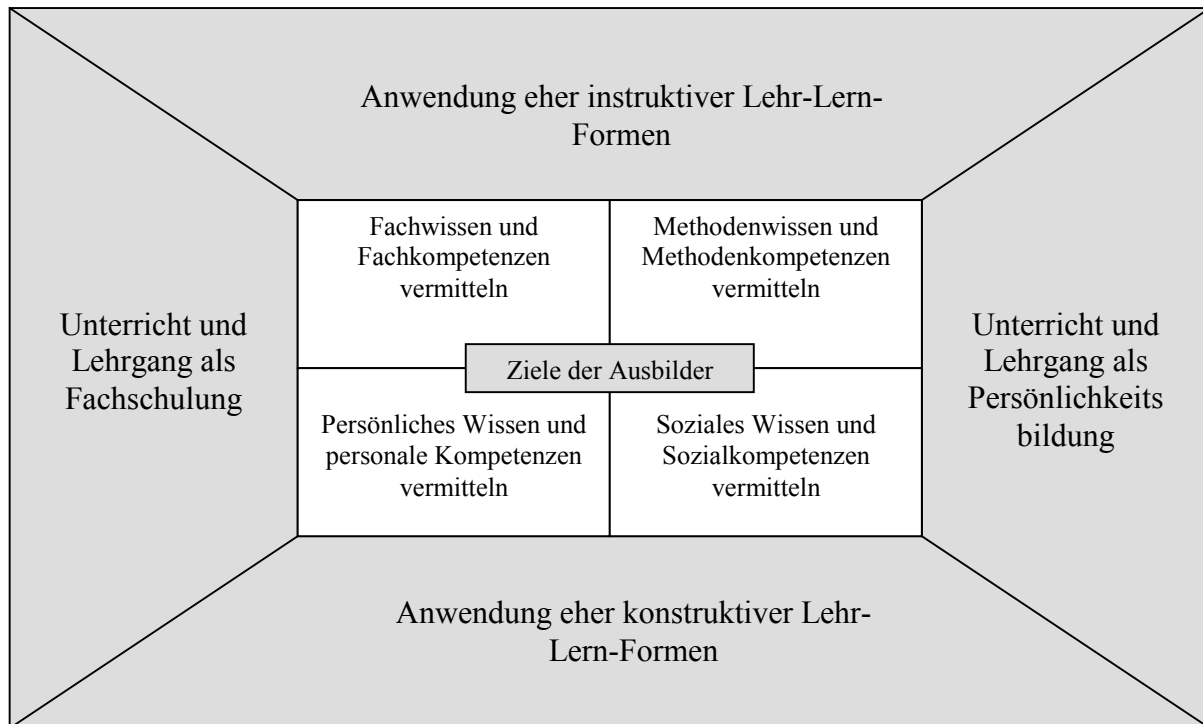 Anwendung eher instruktiver Lehr-Lern-
Formen
Fachwissen und
Fachkompetenzen
vermitteln
Methodenwissen und
Methodenkompetenzen
vermitteln
Unterricht und
Lehrgang als
Fachschulung
Ziele der Ausbilder
Unterricht und
Lehrgang als
Persönlichkeits
bildung
Persönliches Wissen und
personale Kompetenzen
vermitteln
Soziales Wissen und
Sozialkompetenzen
vermitteln
Anwendung eher konstruktiver Lehr-
Lern-Formen